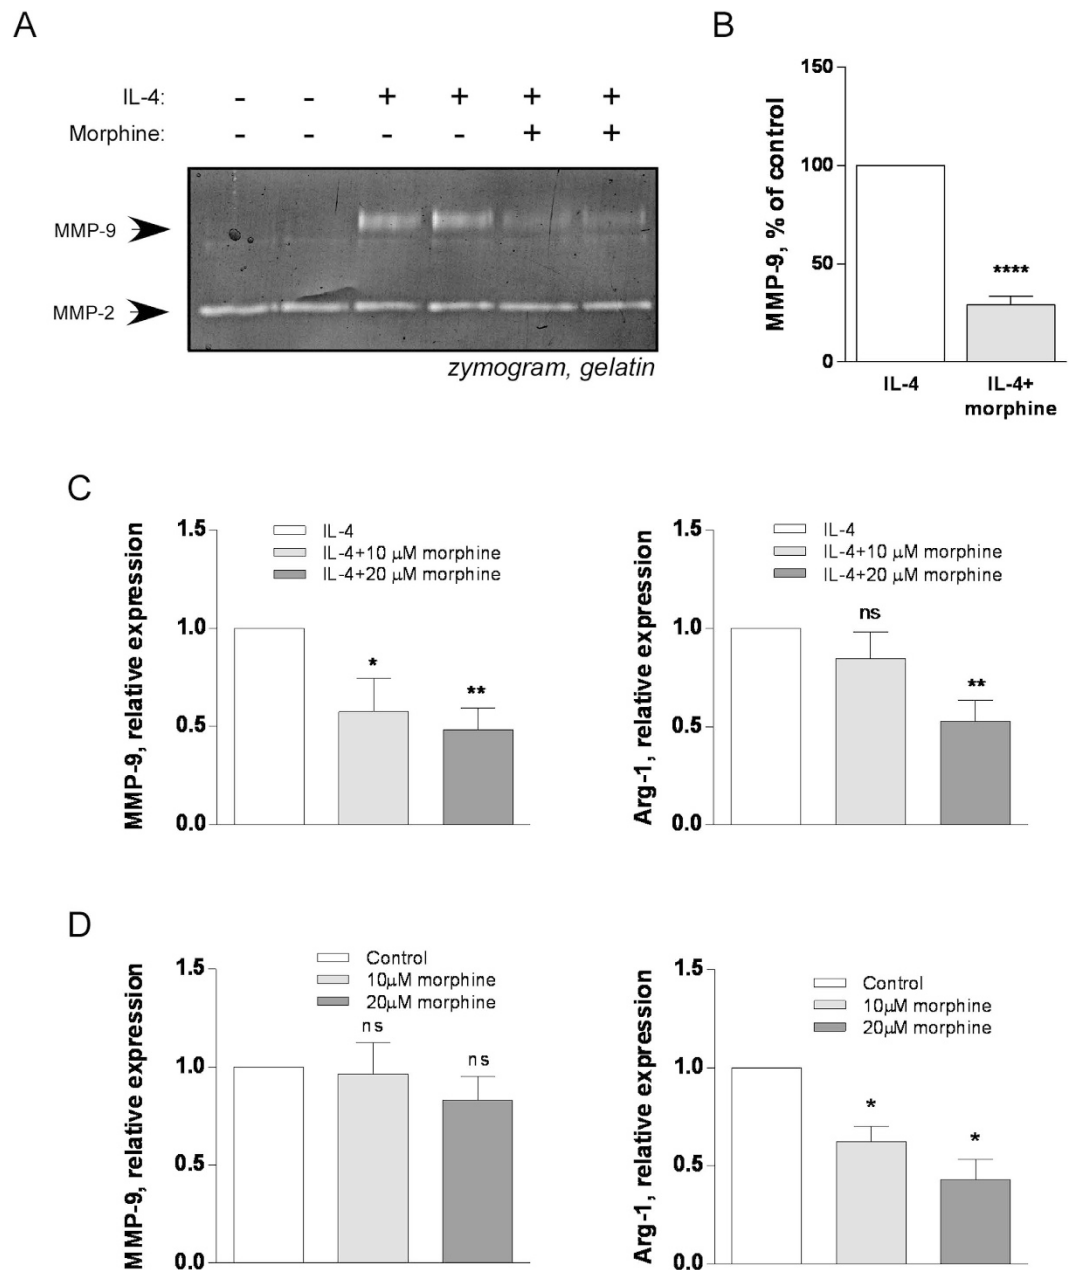 A
IL-4: - - + + + +
Morphine: - - - - + +
MMP-9
MMP-2
zymogram, gelatin
B
MMP-9, % of control
150
100
50
0
****
IL-4
IL-4+
morphine
C
MMP-9, relative expression
1.5
1.0
0.5
0.0
IL-4
IL-4+10 μM morphine
IL-4+20 μM morphine
*
**
Arg-1, relative expression
1.5
1.0
0.5
0.0
IL-4
IL-4+10 μM morphine
IL-4+20 μM morphine
ns
**
D
MMP-9, relative expression
1.5
1.0
0.5
0.0
Control
10μM morphine
20μM morphine
ns
ns
Arg-1, relative expression
1.5
1.0
0.5
0.0
Control
10μM morphine
20μM morphine
*
*